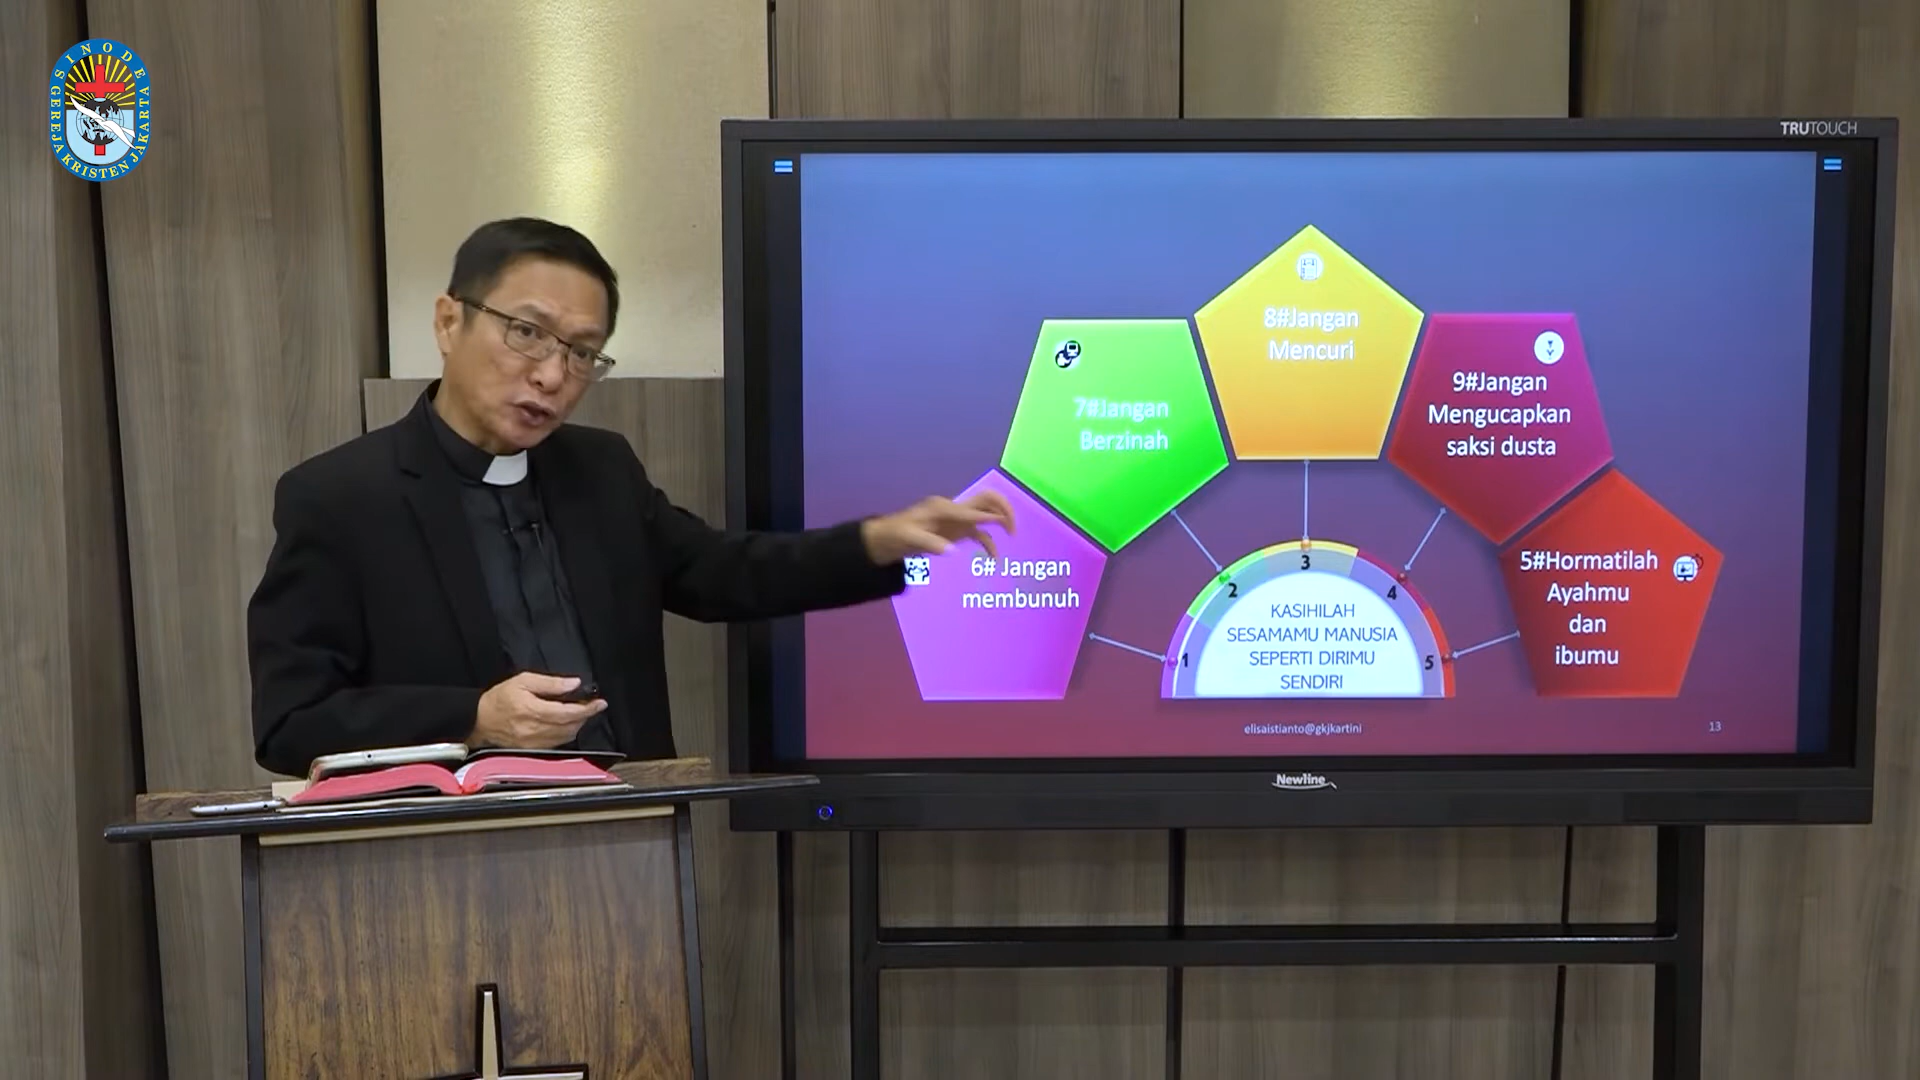 SINODE
GEREJA KRISTEN JAKARTA
TRUTOUCH
8#Jangan
Mencuri
7#Jangan
Berzinah
9#Jangan
Mengucapkan
saksi dusta
6# Jangan
membunuh
5#Hormatilah
Ayahmu
dan
ibumu
1
2
3
4
5
KASIHILAH
SESAMAMU MANUSIA
SEPERTI DIRIMU
SENDIRI
elisaistianto@gkjkartini
13
Newline